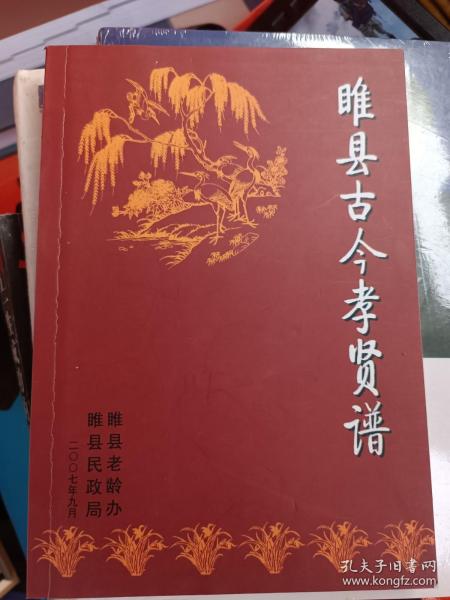 睢县古今孝贤谱
睢县老龄办
睢县民政局
二〇〇七年九月
孔夫子旧书网
www.kongfz.com